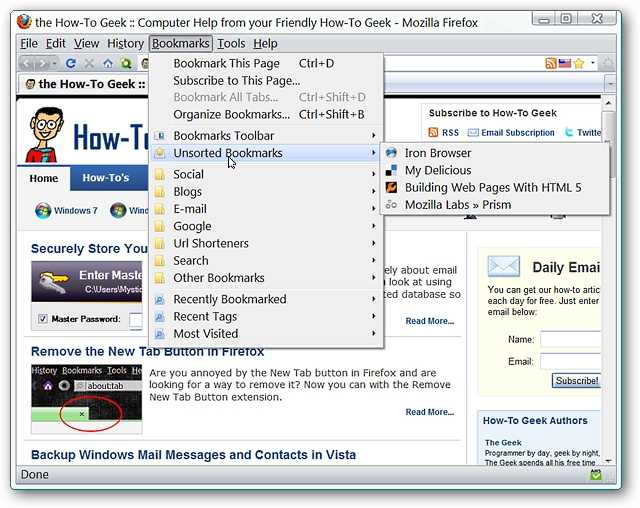 the How-To Geek :: Computer Help from your Friendly How-To Geek - Mozilla Firefox
File Edit View History Bookmarks Tools Help
the How-To Geek ::
Bookmark This Page Ctrl+D
Subscribe to This Page...
Bookmark All Tabs... Ctrl+Shift+D
Organize Bookmarks... Ctrl+Shift+B
Bookmarks Toolbar
Unsorted Bookmarks
Social
Blogs
E-mail
Google
Url Shorteners
Search
Other Bookmarks
Recently Bookmarked
Recent Tags
Most Visited
Iron Browser
My Delicious
Building Web Pages With HTML 5
Mozilla Labs » Prism
How-To
Subscribe to How-To Geek
RSS Email Subscription Twitte
Home How-To's
Windows 7 Windows
Securely Store You
Enter Maste
C:\Users\Mystic
Master Password:
ely about email
a look at using
ted database so
Read More...
Remove the New Tab Button in Firefox
History Bookmarks Tools
about:tab
Are you annoyed by the New Tab button in Firefox and are
looking for a way to remove it? Now you can with the Remove
New Tab Button extension.
Read More...
Backup Windows Mail Messages and Contacts in Vista
Daily Emai
You can get our how-to artic
each day for free. Just enter
email below:
Name:
Email:
Subscribe!
How-To Geek Authors
The Geek
Programmer by day, geek by night,
The Geek spends all his free time
Done